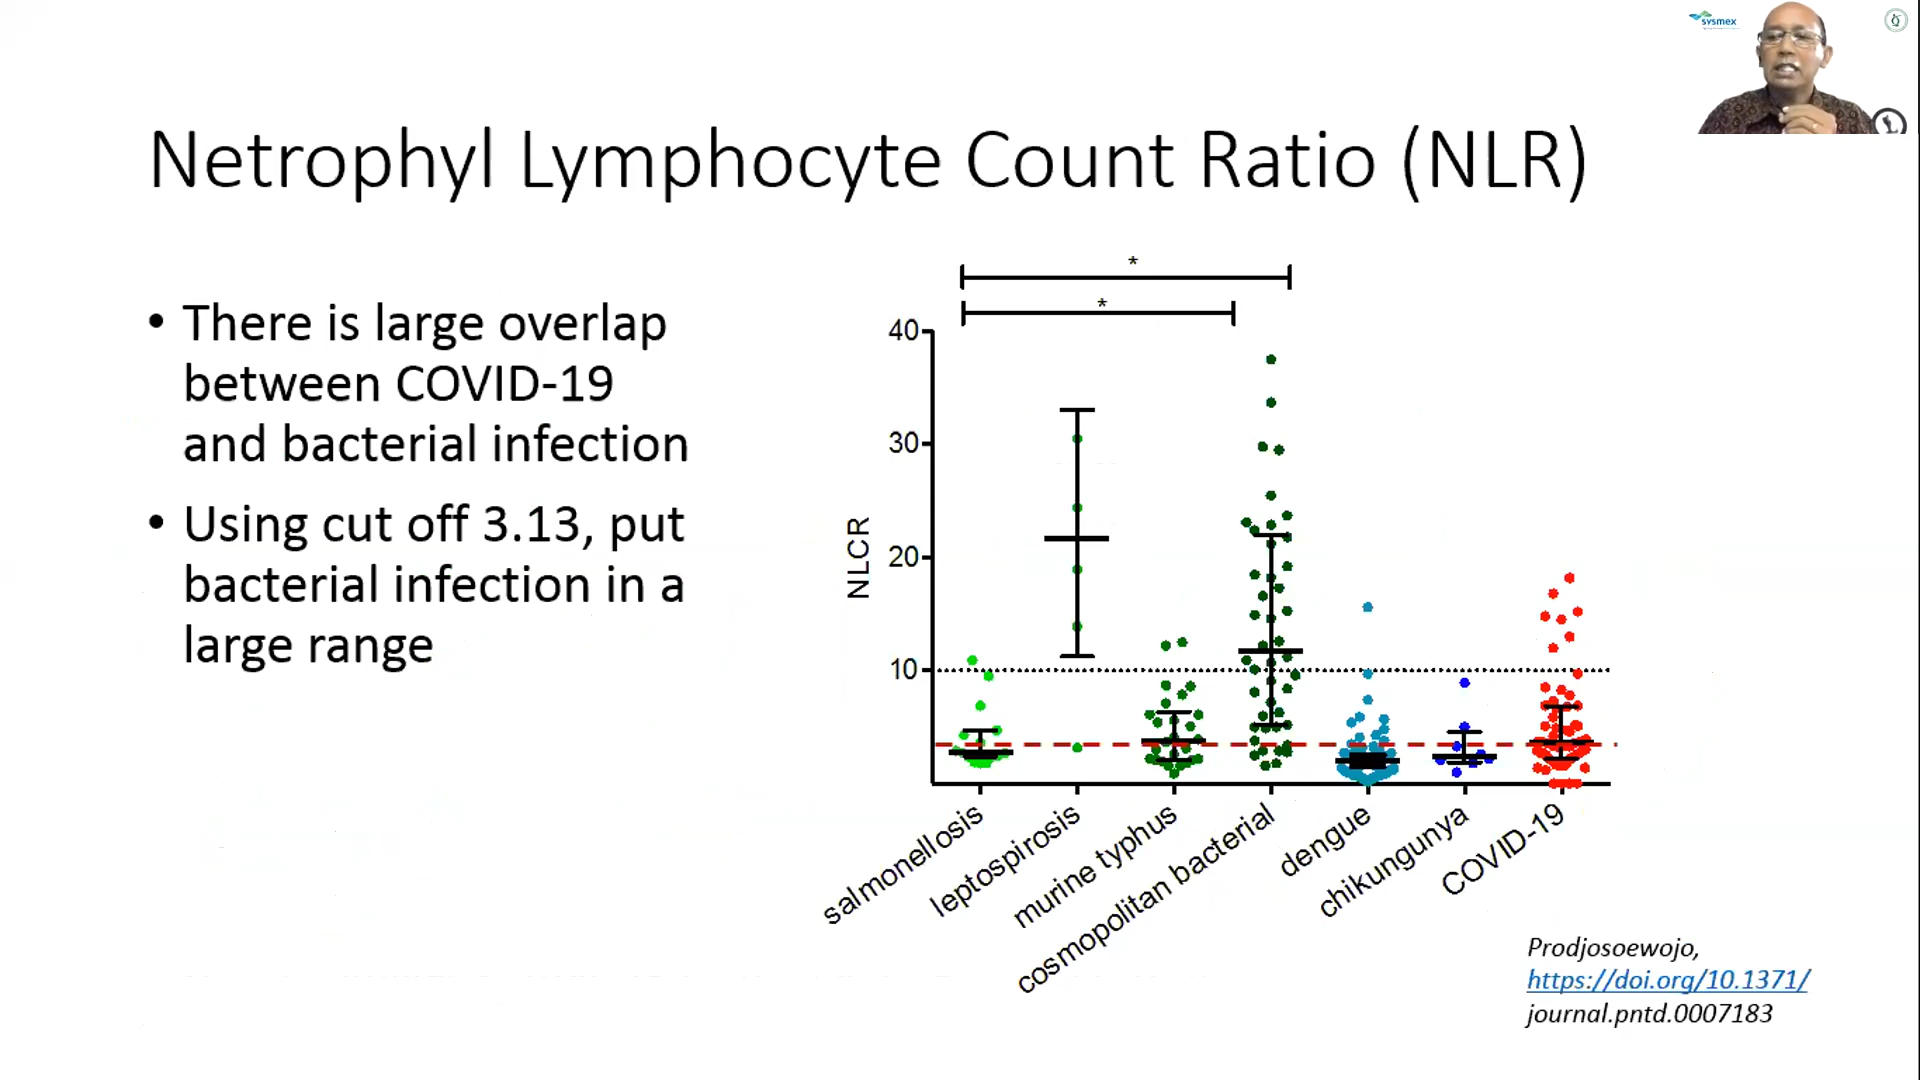 sysmex
Netrophyl Lymphocyte Count Ratio (NLR)
• There is large overlap
between COVID-19
and bacterial infection
• Using cut off 3.13, put
bacterial infection in a
large range
*
*
40
30
20
10
NLCR
salmonellosis
leptospirosis
murine typhus
cosmopolitan bacterial
dengue
chikungunya
COVID-19
Prodjosoewojo,
https://doi.org/10.1371/
journal.pntd.0007183